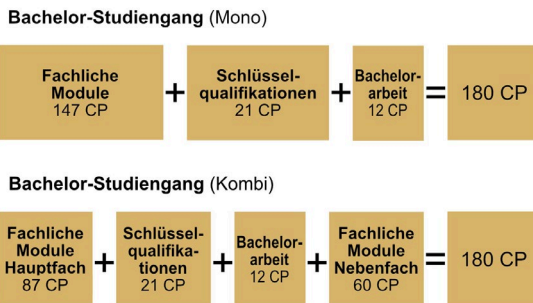 Bachelor-Studiengang (Mono)
Fachliche
Module
147 CP
+
Schlüssel-
qualifikationen
21 CP
+
Bachelor-
arbeit
12 CP
=
180 CP
Bachelor-Studiengang (Kombi)
Fachliche
Module
Hauptfach
87 CP
+
Schlüssel-
qualifika-
tionen
21 CP
+
Bachelor-
arbeit
12 CP
+
Fachliche
Module
Nebenfach
60 CP
=
180 CP